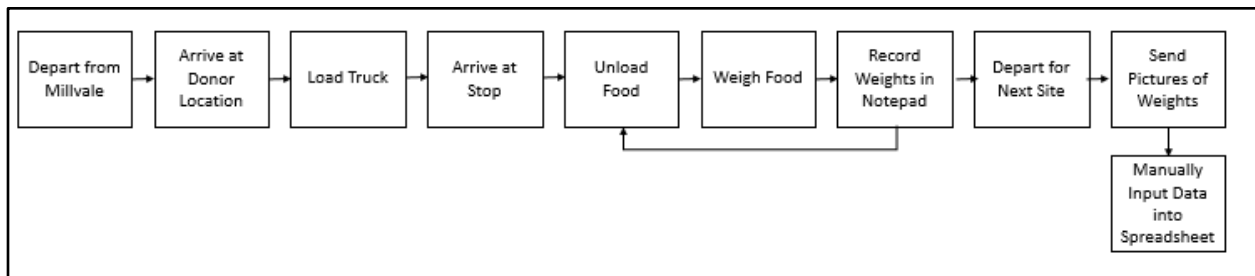 Depart from
Millvale
Arrive at
Donor
Location
Load Truck
Arrive at
Stop
Unload
Food
Weigh Food
Record
Weights in
Notepad
Depart for
Next Site
Send
Pictures of
Weights
Manually
Input Data
into
Spreadsheet